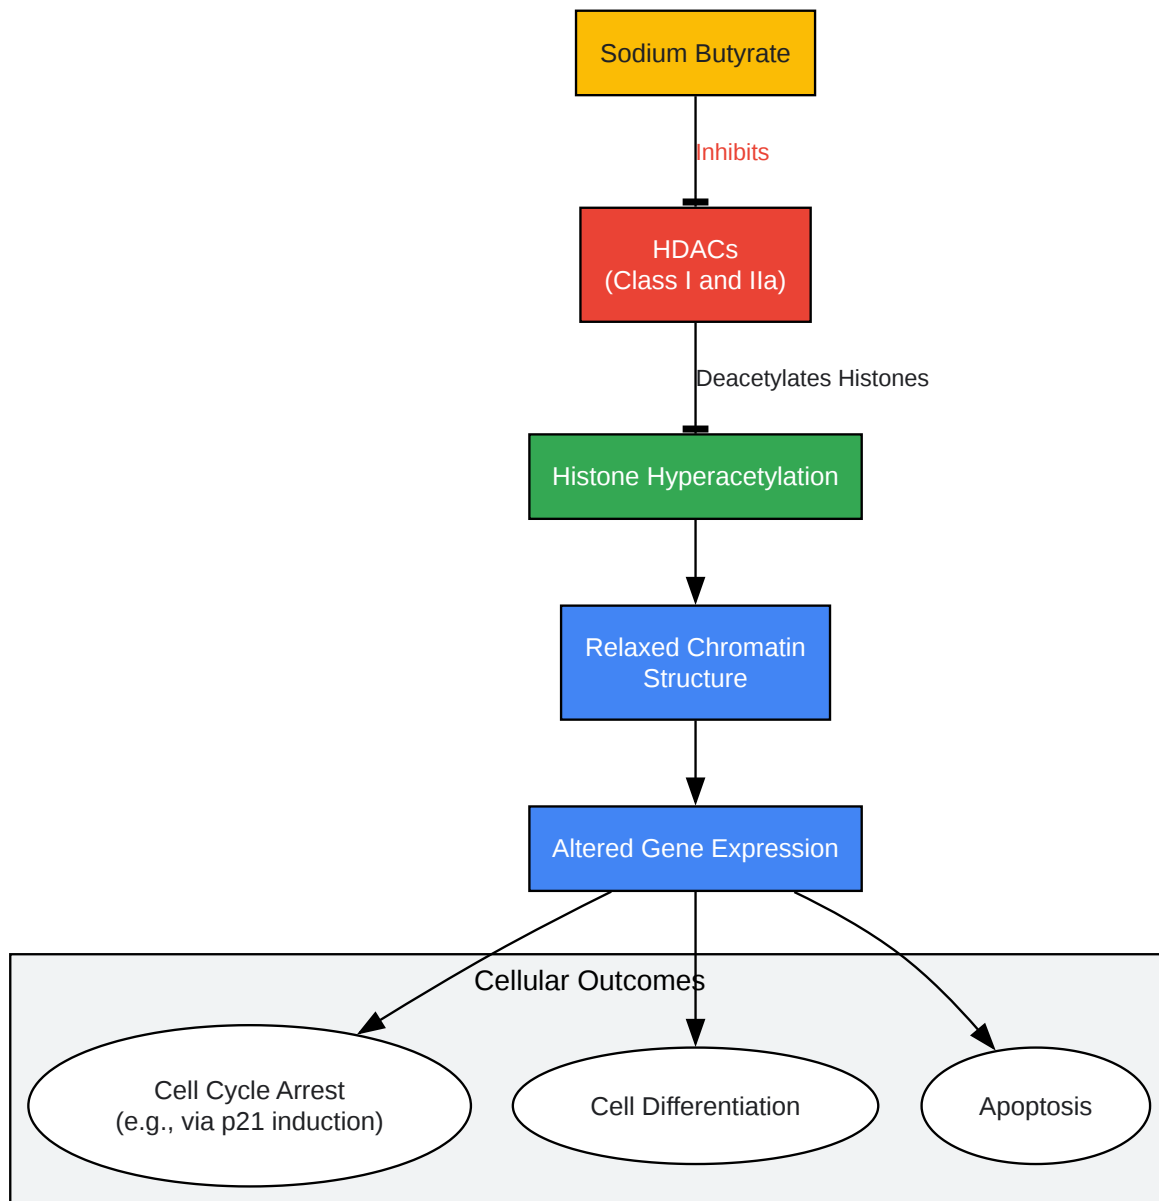 Sodium Butyrate
Inhibits
HDACs
(Class I and IIa)
Deacetylates Histones
Histone Hyperacetylation
Relaxed Chromatin
Structure
Altered Gene Expression
Cellular Outcomes
Cell Cycle Arrest
(e.g., via p21 induction)
Cell Differentiation
Apoptosis